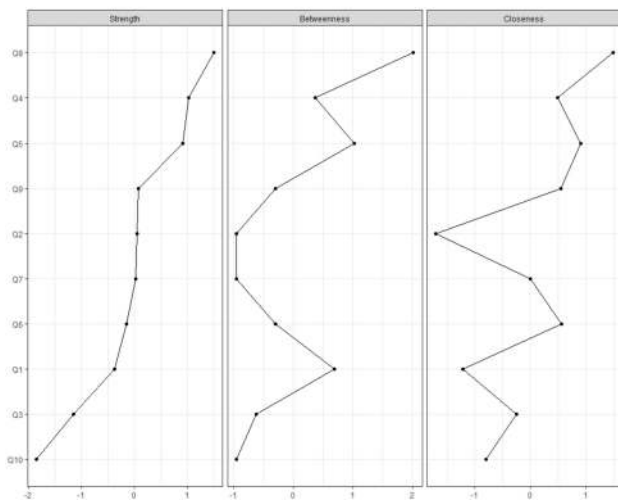 Strength Betweenness Closeness
Q8
Q4
Q5
Q9
Q2
Q7
Q6
Q1
Q3
Q10
-2 -1 0 1 -1 0 1 2 -1 0 1